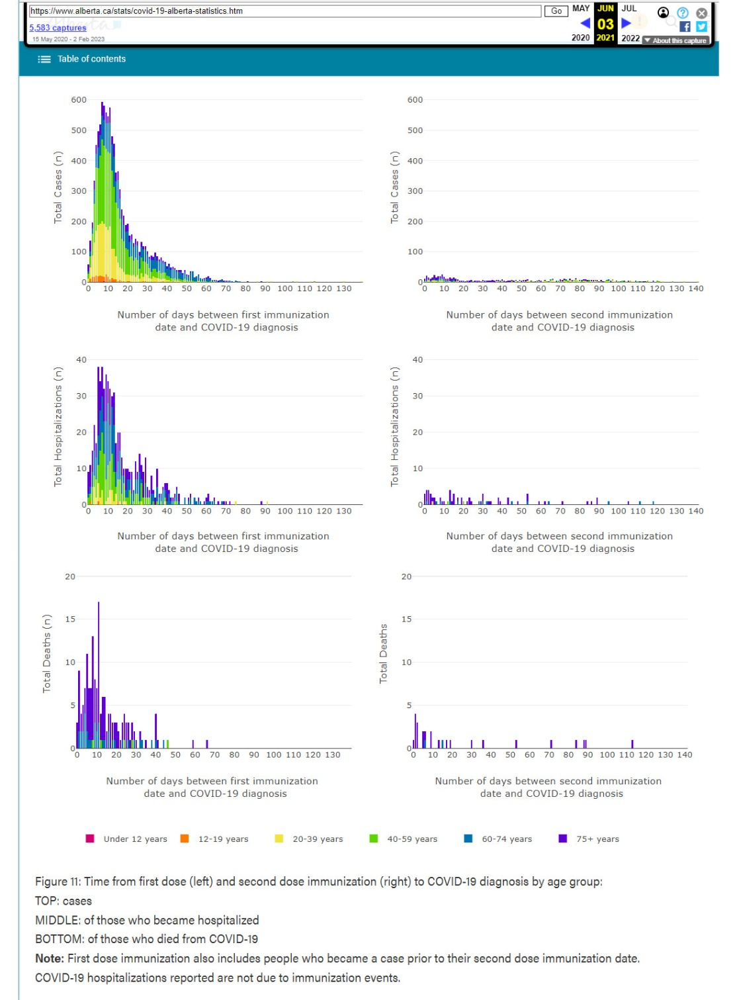 https://www.alberta.ca/stats/covid-19-alberta-statistics.htm
Go
MAY JUN JUL
03
2020 2021 2022
5,583 captures
15 May 2020 - 2 Feb 2023
About this capture
Alberta
Table of contents
600
500
400
300
200
100
0
Total Cases (n)
0 10 20 30 40 50 60 70 80 90 100 110 120 130
Number of days between first immunization
date and COVID-19 diagnosis
600
500
400
300
200
100
0
Total Cases (n)
0 10 20 30 40 50 60 70 80 90 100 110 120 130 140
Number of days between second immunization
date and COVID-19 diagnosis
40
30
20
10
0
Total Hospitalizations (n)
0 10 20 30 40 50 60 70 80 90 100 110 120 130
Number of days between first immunization
date and COVID-19 diagnosis
40
30
20
10
0
Total Hospitalizations (n)
0 10 20 30 40 50 60 70 80 90 100 110 120 130 140
Number of days between second immunization
date and COVID-19 diagnosis
20
15
10
5
0
Total Deaths (n)
0 10 20 30 40 50 60 70 80 90 100 110 120 130
Number of days between first immunization
date and COVID-19 diagnosis
20
15
10
5
0
Total Deaths
0 10 20 30 40 50 60 70 80 90 100 110 120 130 140
Number of days between second immunization
date and COVID-19 diagnosis
Under 12 years 12-19 years 20-39 years 40-59 years 60-74 years 75+ years
Figure 11: Time from first dose (left) and second dose immunization (right) to COVID-19 diagnosis by age group:
TOP: cases
MIDDLE: of those who became hospitalized
BOTTOM: of those who died from COVID-19
Note: First dose immunization also includes people who became a case prior to their second dose immunization date.
COVID-19 hospitalizations reported are not due to immunization events.